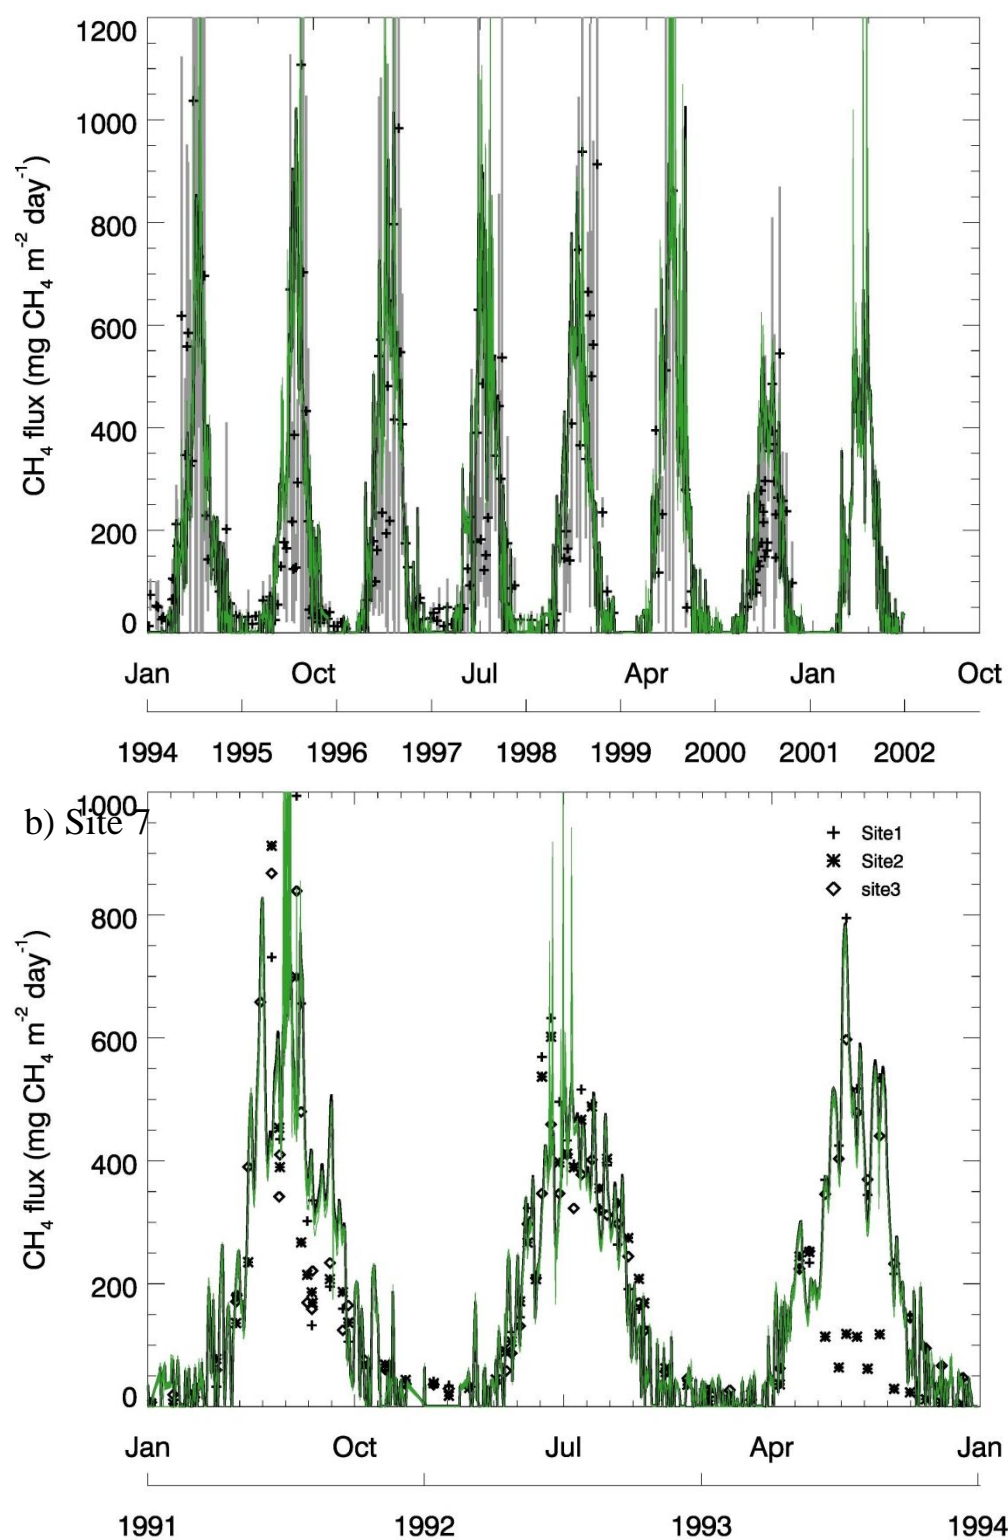 1200
1000
800
600
400
200
0
CH₄ flux (mg CH₄ m⁻² day⁻¹)
Jan Oct Jul Apr Jan Oct
1994 1995 1996 1997 1998 1999 2000 2001 2002
b) Site 7
1000
800
600
400
200
0
CH₄ flux (mg CH₄ m⁻² day⁻¹)
Site1
Site2
site3
Jan Oct Jul Apr Jan
1991 1992 1993 1994